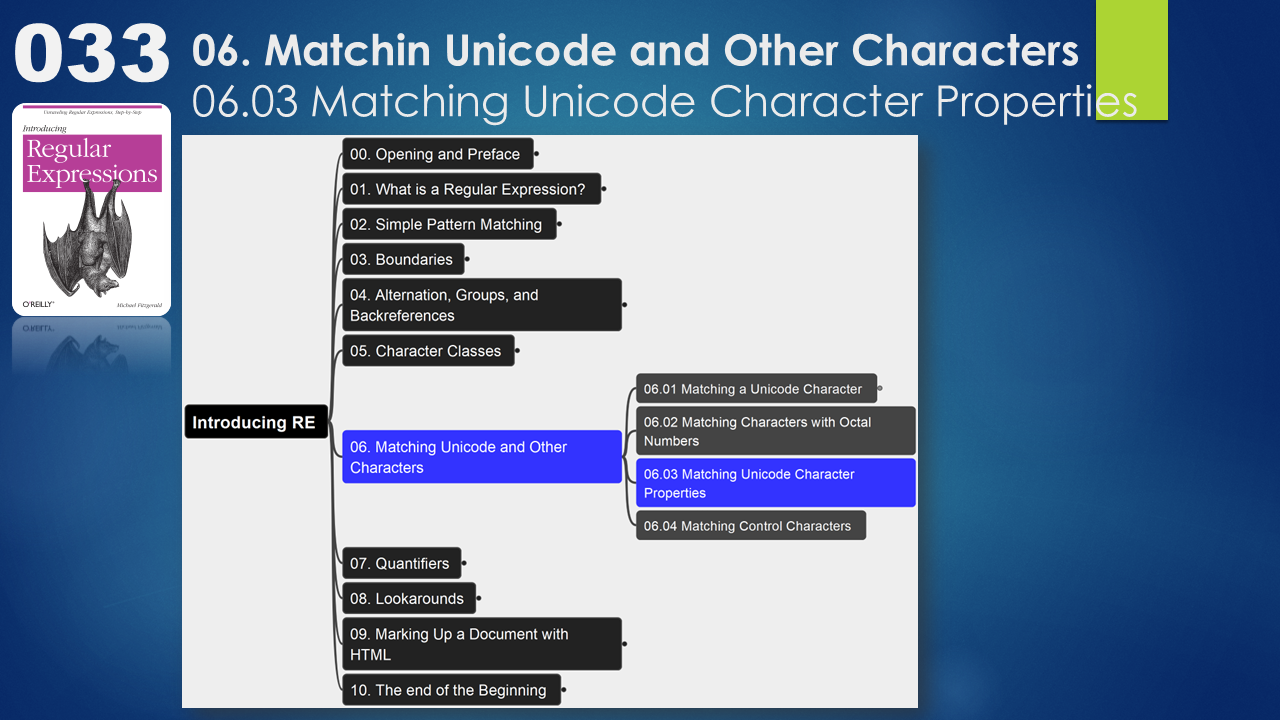 033
06. Matchin Unicode and Other Characters
06.03 Matching Unicode Character Properties
Unraveling Regular Expressions, Step-by-Step
Introducing
Regular
Expressions
O'REILLY®
Michael Fitzgerald
Introducing RE
00. Opening and Preface
01. What is a Regular Expression?
02. Simple Pattern Matching
03. Boundaries
04. Alternation, Groups, and
Backreferences
05. Character Classes
06. Matching Unicode and Other
Characters
06.01 Matching a Unicode Character
06.02 Matching Characters with Octal
Numbers
06.03 Matching Unicode Character
Properties
06.04 Matching Control Characters
07. Quantifiers
08. Lookarounds
09. Marking Up a Document with
HTML
10. The end of the Beginning